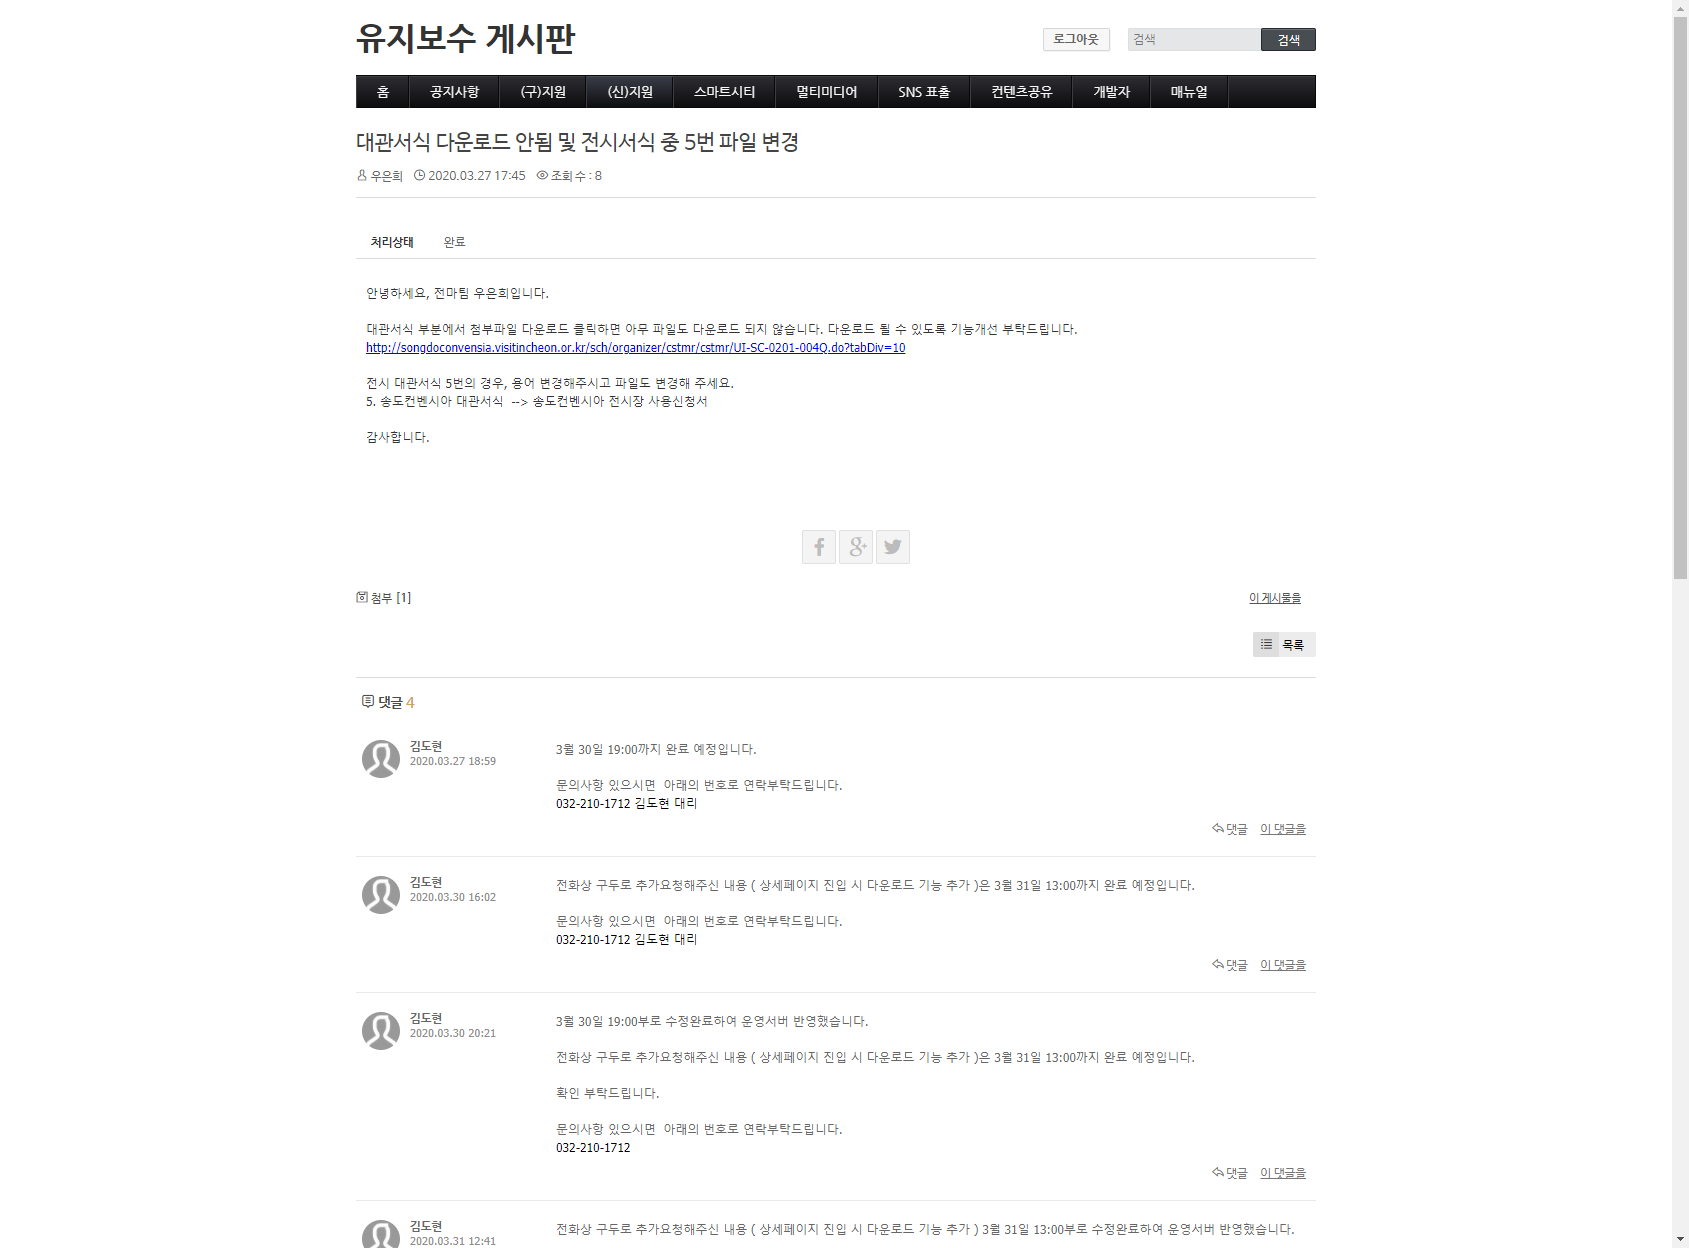 유지보수 게시판
로그아웃
검색
검색
홈
공지사항
(구)지원
(신)지원
스마트시티
멀티미디어
SNS 표출
컨텐츠공유
개발자
매뉴얼
대관서식 다운로드 안됨 및 전시서식 중 5번 파일 변경
우은희 2020.03.27 17:45 조회 수 : 8
처리상태 완료
안녕하세요, 전마팀 우은희입니다.
대관서식 부분에서 첨부파일 다운로드 클릭하면 아무 파일도 다운로드 되지 않습니다. 다운로드 될 수 있도록 기능개선 부탁드립니다.
http://songdoconvensia.visitincheon.or.kr/sch/organizer/cstmr/cstmr/UI-SC-0201-004Q.do?tabDiv=10
전시 대관서식 5번의 경우, 용어 변경해주시고 파일도 변경해 주세요.
5. 송도컨벤시아 대관서식 --> 송도컨벤시아 전시장 사용신청서
감사합니다.
첨부 [1]
이 게시물을
목록
댓글 4
김도현
2020.03.27 18:59
3월 30일 19:00까지 완료 예정입니다.
문의사항 있으시면 아래의 번호로 연락부탁드립니다.
032-210-1712 김도현 대리
댓글 이 댓글을
김도현
2020.03.30 16:02
전화상 구두로 추가요청해주신 내용 ( 상세페이지 진입 시 다운로드 기능 추가 )은 3월 31일 13:00까지 완료 예정입니다.
문의사항 있으시면 아래의 번호로 연락부탁드립니다.
032-210-1712 김도현 대리
댓글 이 댓글을
김도현
2020.03.30 20:21
3월 30일 19:00부로 수정완료하여 운영서버 반영했습니다.
전화상 구두로 추가요청해주신 내용 ( 상세페이지 진입 시 다운로드 기능 추가 )은 3월 31일 13:00까지 완료 예정입니다.
확인 부탁드립니다.
문의사항 있으시면 아래의 번호로 연락부탁드립니다.
032-210-1712
댓글 이 댓글을
김도현
2020.03.31 12:41
전화상 구두로 추가요청해주신 내용 ( 상세페이지 진입 시 다운로드 기능 추가 ) 3월 31일 13:00부로 수정완료하여 운영서버 반영했습니다.